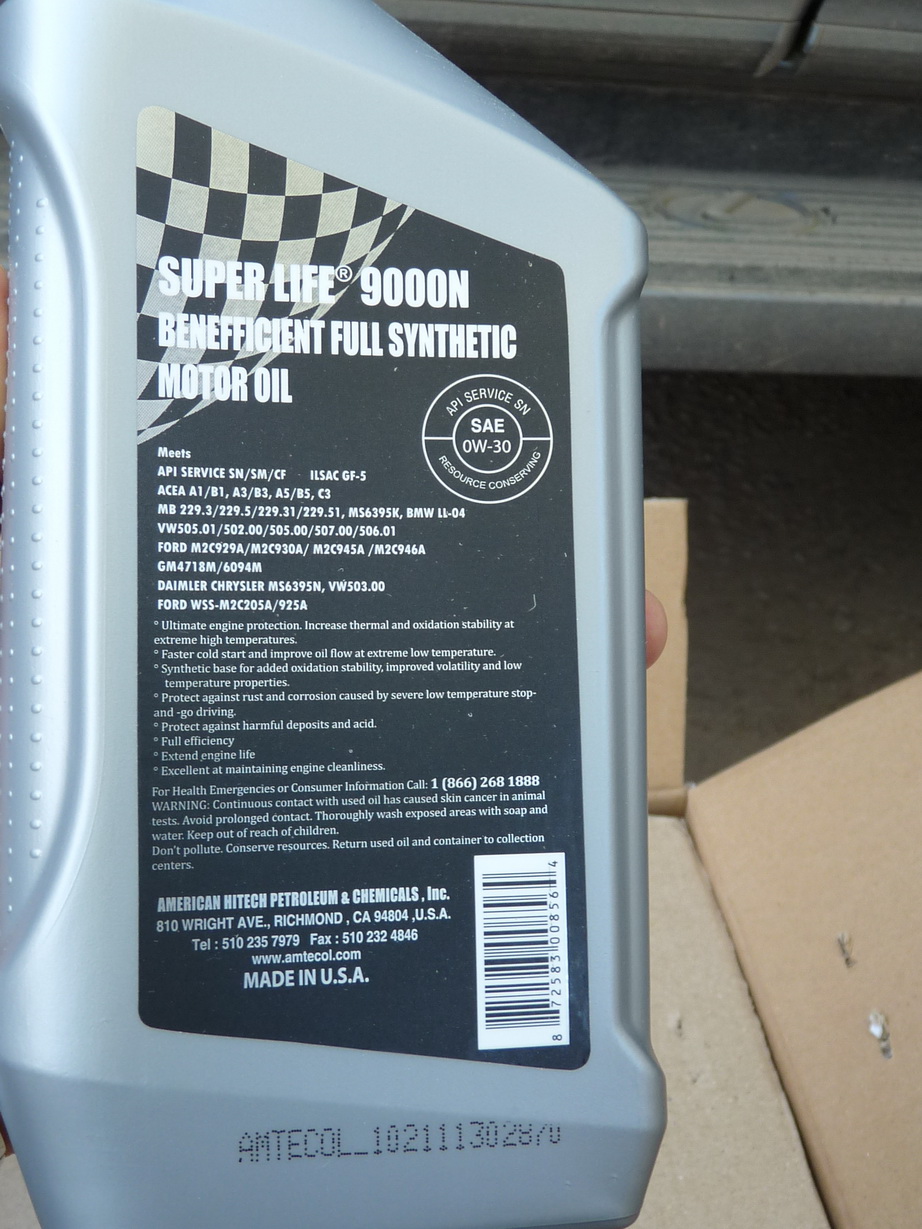 SUPER LIFE® 9000N
BENEFFICIENT FULL SYNTHETIC
MOTOR OIL
API SERVICE SN
SAE
0W-30
RESOURCE CONSERVING
Meets
API SERVICE SN/SM/CF ILSAC GF-5
ACEA A1/B1, A3/B3, A5/B5, C3
MB 229.3/229.5/229.31/229.51, MS6395K, BMW LL-04
VW505.01/502.00/505.00/507.00/506.01
FORD M2C929A/M2C930A/ M2C945A /M2C946A
GM4718M/6094M
DAIMLER CHRYSLER MS6395N, VW503.00
FORD WSS-M2C205A/925A
° Ultimate engine protection. Increase thermal and oxidation stability at
extreme high temperatures.
° Faster cold start and improve oil flow at extreme low temperature.
° Synthetic base for added oxidation stability, improved volatility and low
temperature properties.
° Protect against rust and corrosion caused by severe low temperature stop-
and -go driving.
° Protect against harmful deposits and acid.
° Full efficiency
° Extend engine life
° Excellent at maintaining engine cleanliness.
For Health Emergencies or Consumer Information Call: 1 (866) 268 1888
WARNING: Continuous contact with used oil has caused skin cancer in animal
tests. Avoid prolonged contact. Thoroughly wash exposed areas with soap and
water. Keep out of reach of children.
Don't pollute. Conserve resources. Return used oil and container to collection
centers.
AMERICAN HITECH PETROLEUM & CHEMICALS , Inc.
810 WRIGHT AVE., RICHMOND , CA 94804 ,U.S.A.
Tel : 510 235 7979 Fax : 510 232 4846
www.amtecol.com
MADE IN U.S.A.
8 72583 00856 4
AMTECOL_102111302870